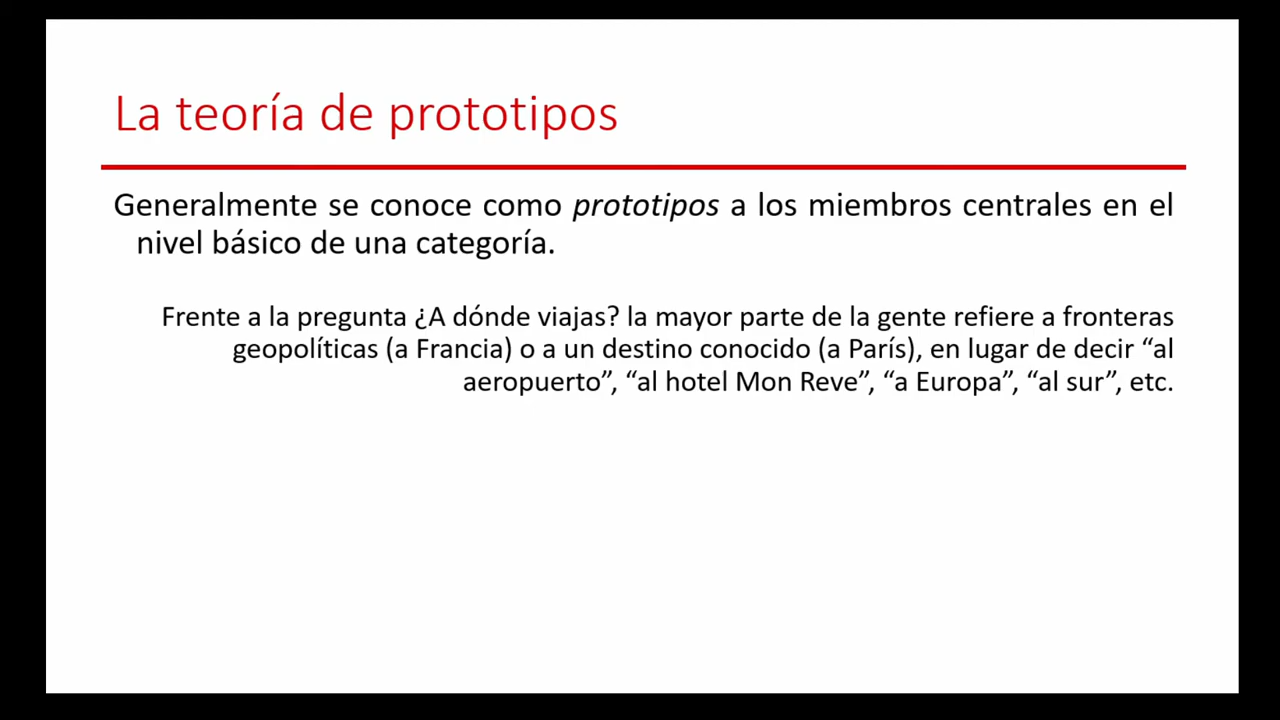 La teoría de prototipos
Generalmente se conoce como prototipos a los miembros centrales en el
nivel básico de una categoría.
Frente a la pregunta ¿A dónde viajas? la mayor parte de la gente refiere a fronteras
geopolíticas (a Francia) o a un destino conocido (a París), en lugar de decir “al
aeropuerto”, “al hotel Mon Reve”, “a Europa”, “al sur”, etc.